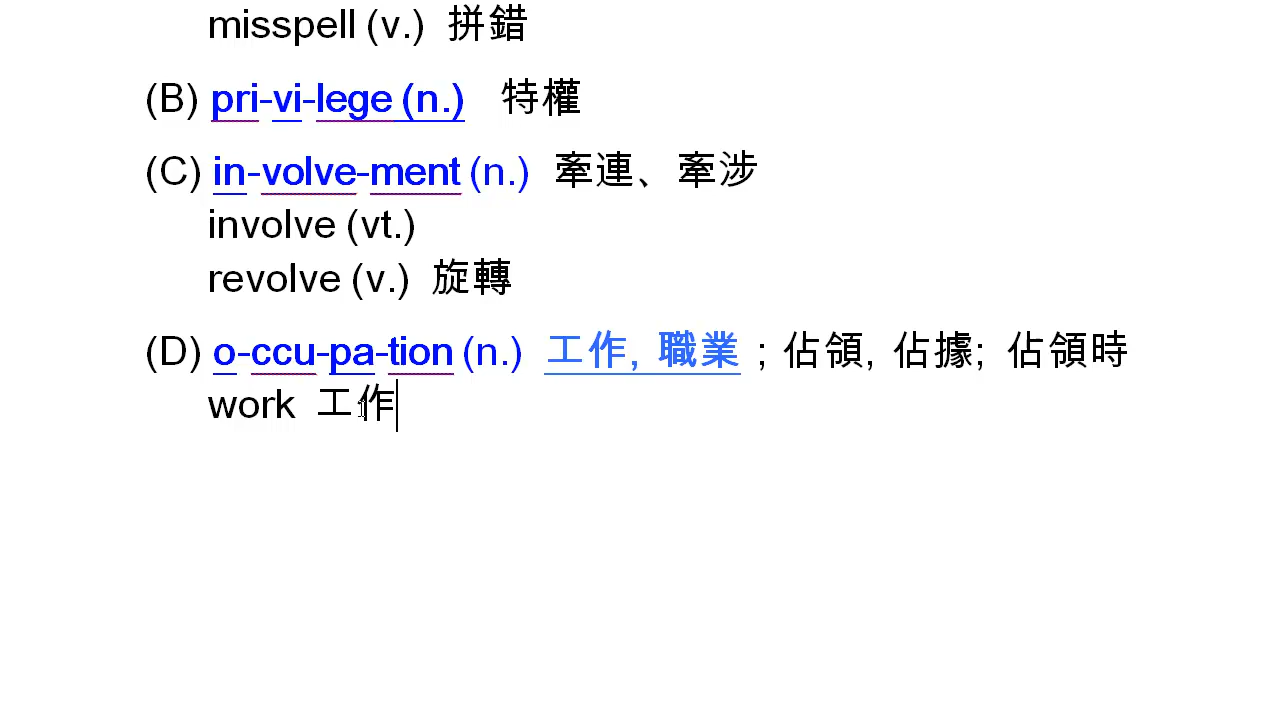 misspell (v.) 拼錯
(B) pri-vi-lege (n.) 特權
(C) in-volve-ment (n.) 牽連、牽涉
involve (vt.)
revolve (v.) 旋轉
(D) o-ccu-pa-tion (n.) 工作, 職業 ; 佔領, 佔據; 佔領時
work 工作